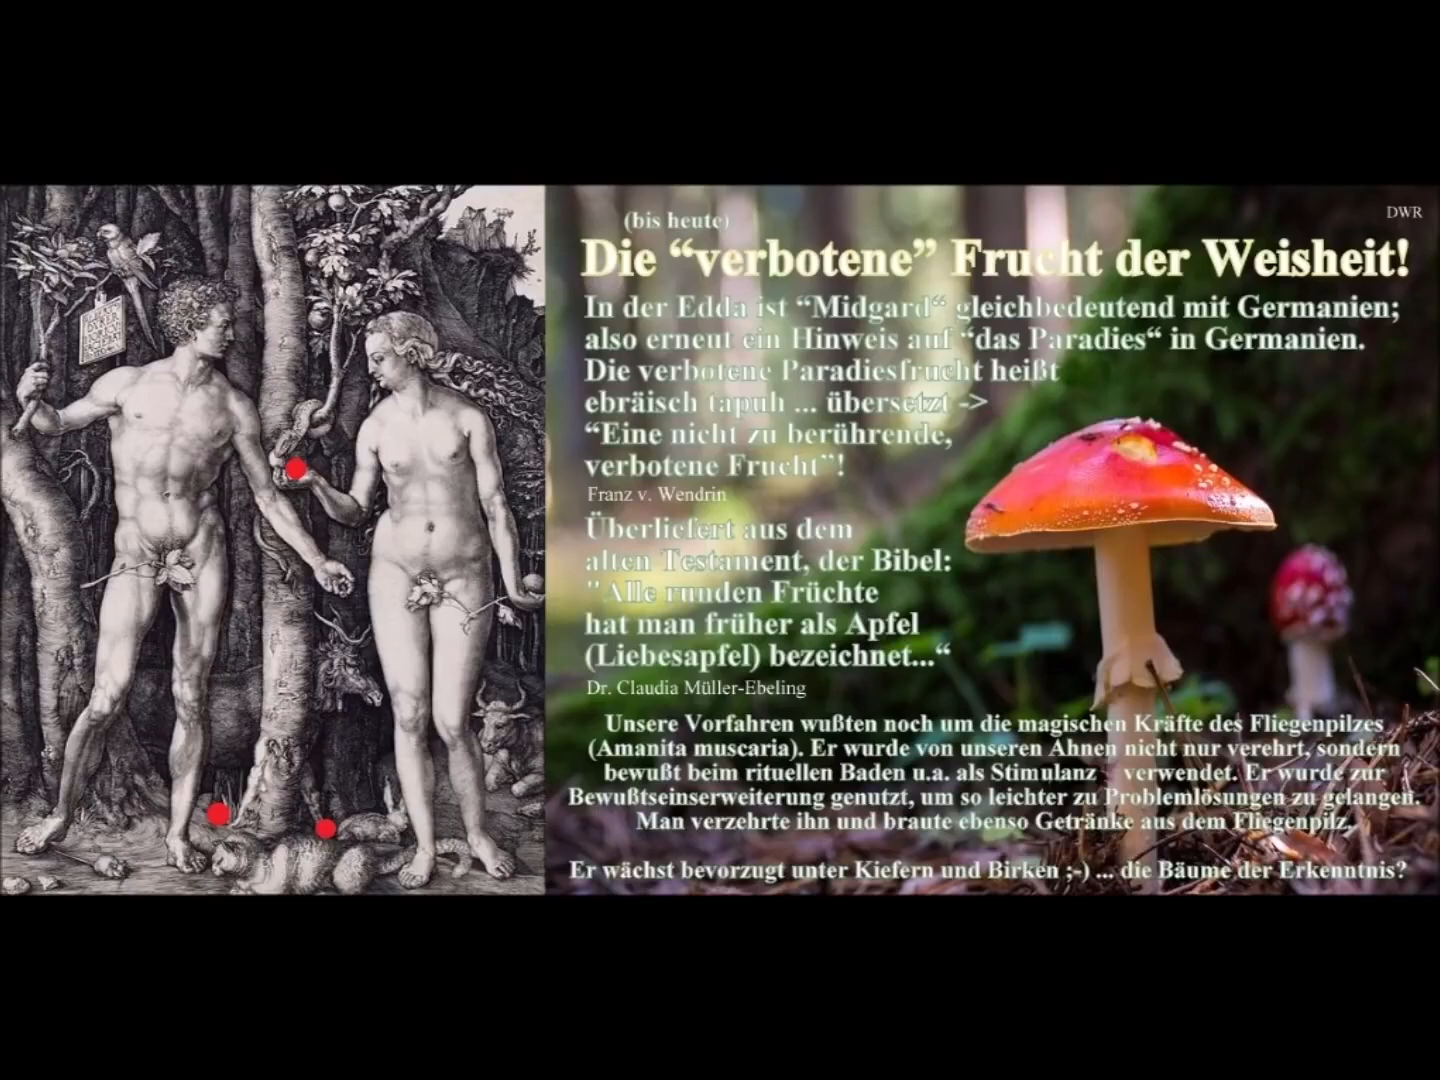 (bis heute)
DWR
Die “verbotene” Frucht der Weisheit!
In der Edda ist “Midgard“ gleichbedeutend mit Germanien;
also erneut ein Hinweis auf “das Paradies“ in Germanien.
Die verbotene Paradiesfrucht heißt
ebräisch tapuh ... übersetzt ->
“Eine nicht zu berührende,
verbotene Frucht”!
Franz v. Wendrin
Überliefert aus dem
alten Testament, der Bibel:
"Alle runden Früchte
hat man früher als Apfel
(Liebesapfel) bezeichnet...“
Dr. Claudia Müller-Ebeling
Unsere Vorfahren wußten noch um die magischen Kräfte des Fliegenpilzes
(Amanita muscaria). Er wurde von unseren Ahnen nicht nur verehrt, sondern
bewußt beim rituellen Baden u.a. als Stimulanz verwendet. Er wurde zur
Bewußtseinserweiterung genutzt, um so leichter zu Problemlösungen zu gelangen.
Man verzehrte ihn und braute ebenso Getränke aus dem Fliegenpilz.
Er wächst bevorzugt unter Kiefern und Birken ;-) ... die Bäume der Erkenntnis?